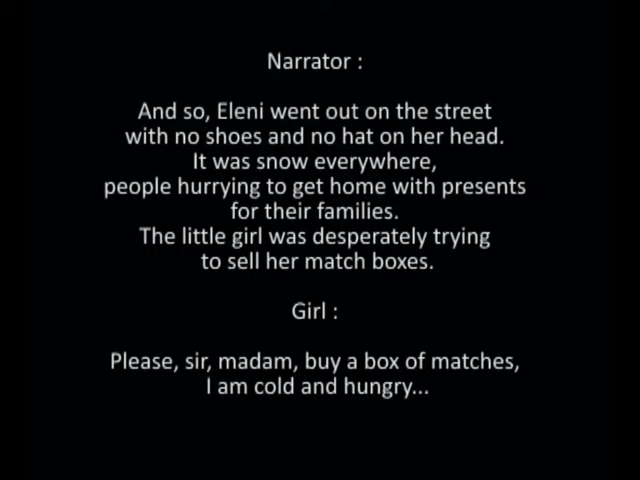 Narrator :
And so, Eleni went out on the street
with no shoes and no hat on her head.
It was snow everywhere,
people hurrying to get home with presents
for their families.
The little girl was desperately trying
to sell her match boxes.
Girl :
Please, sir, madam, buy a box of matches,
I am cold and hungry...